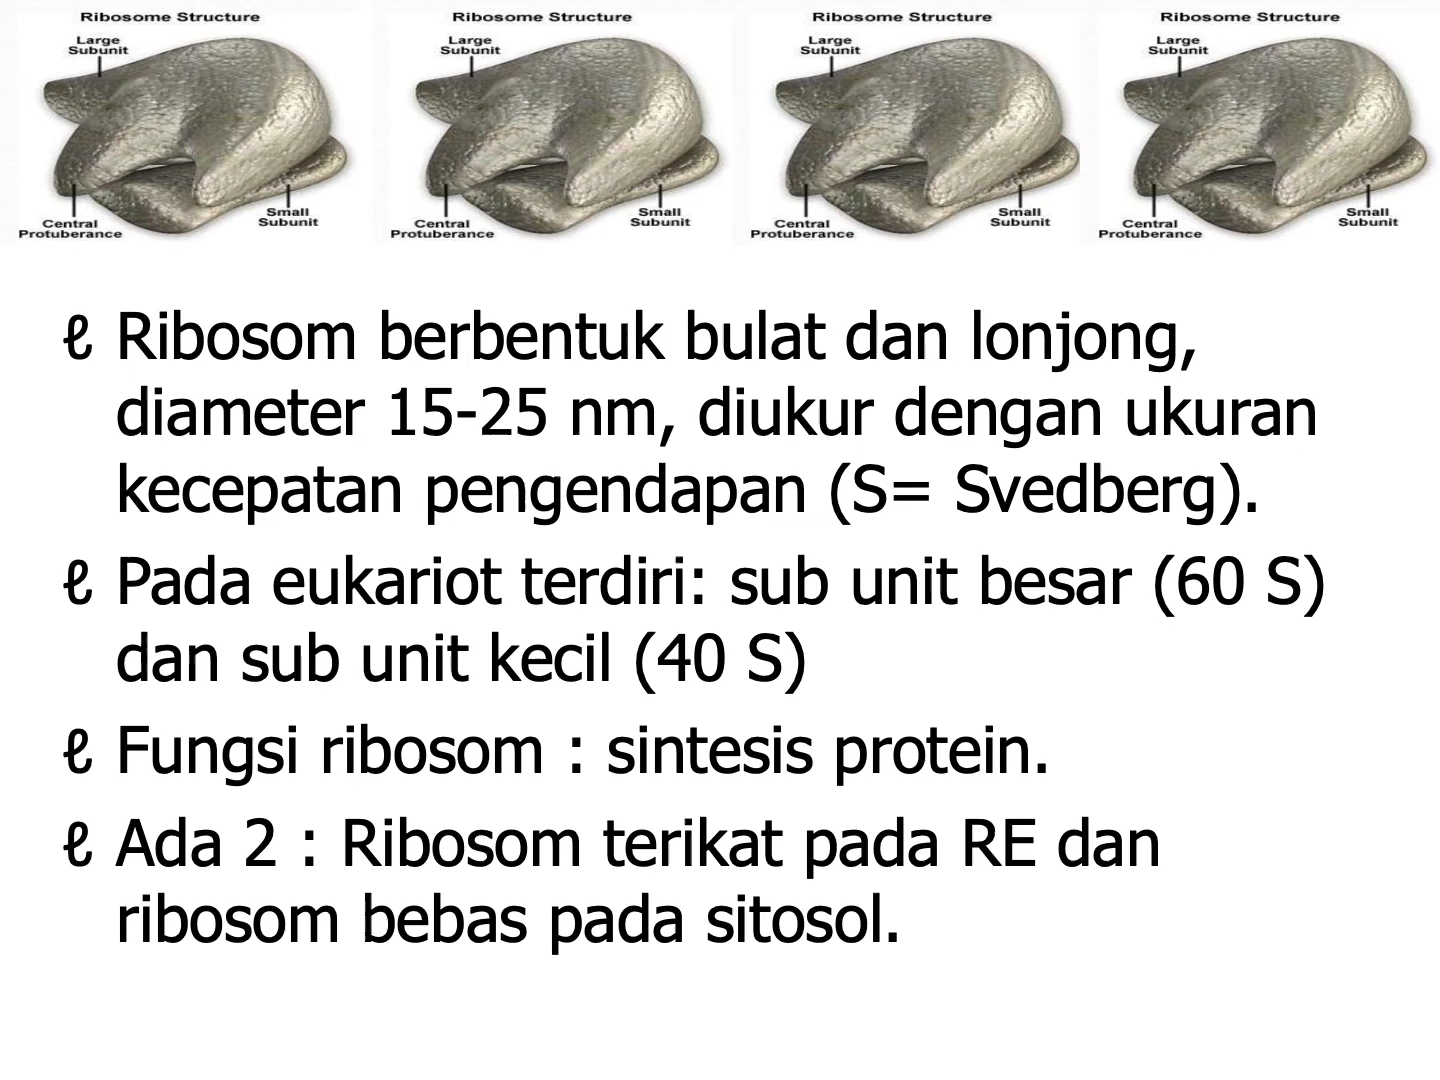 Ribosome Structure
Large
Subunit
Central
Protuberance
Small
Subunit
Ribosome Structure
Large
Subunit
Central
Protuberance
Small
Subunit
Ribosome Structure
Large
Subunit
Central
Protuberance
Small
Subunit
Ribosome Structure
Large
Subunit
Central
Protuberance
Small
Subunit
ℓ Ribosom berbentuk bulat dan lonjong,
diameter 15-25 nm, diukur dengan ukuran
kecepatan pengendapan (S= Svedberg).
ℓ Pada eukariot terdiri: sub unit besar (60 S)
dan sub unit kecil (40 S)
ℓ Fungsi ribosom : sintesis protein.
ℓ Ada 2 : Ribosom terikat pada RE dan
ribosom bebas pada sitosol.